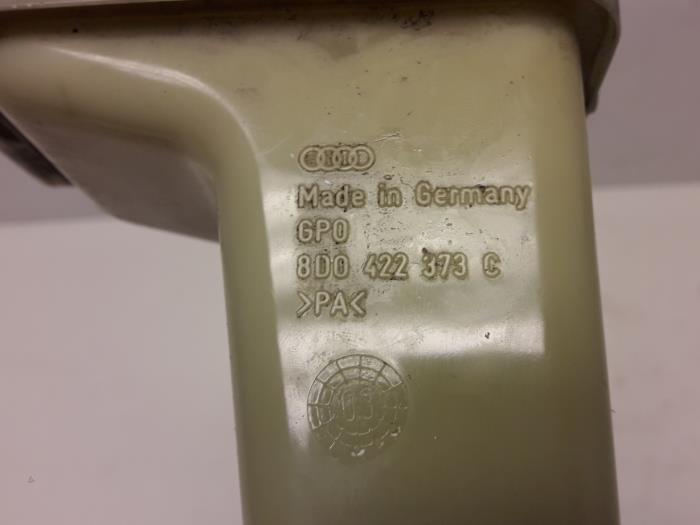 Made in Germany
GPO
8D0 422 373 C
>PA<